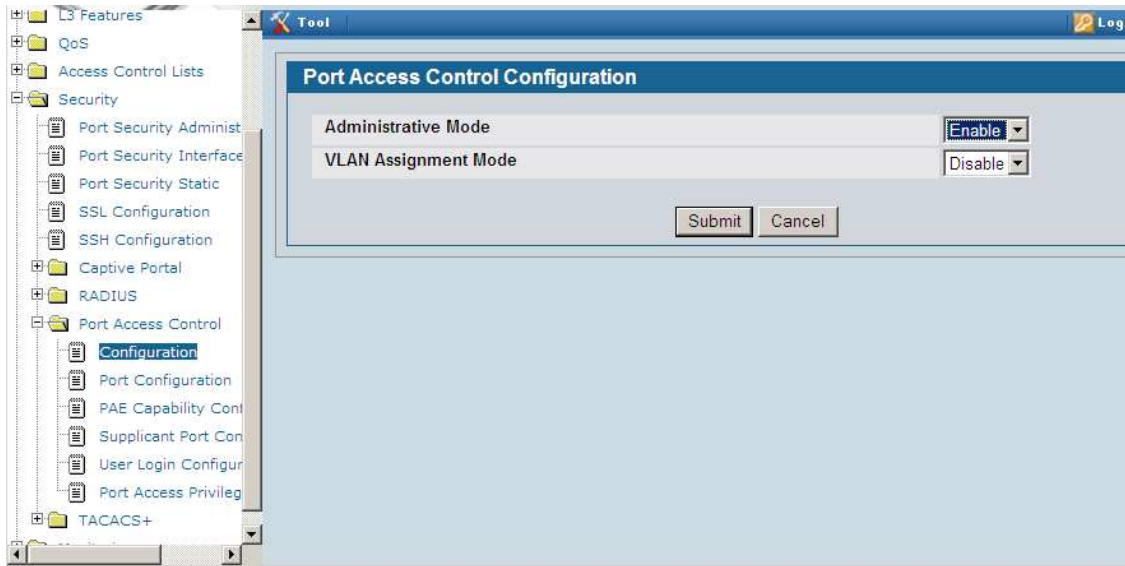 L3 Features
QoS
Access Control Lists
Security
Port Security Administ
Port Security Interface
Port Security Static
SSL Configuration
SSH Configuration
Captive Portal
RADIUS
Port Access Control
Configuration
Port Configuration
PAE Capability Conf
Supplicant Port Con
User Login Configur
Port Access Privileg
TACACS+
Tool
Log
Port Access Control Configuration
Administrative Mode
Enable
VLAN Assignment Mode
Disable
Submit
Cancel